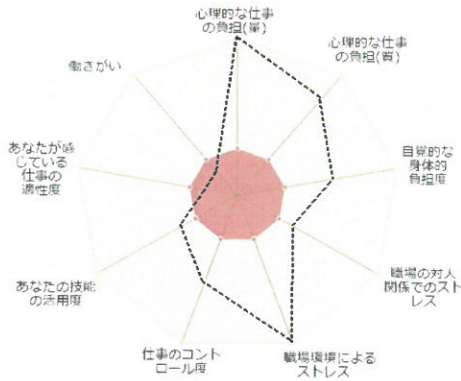 心理的な仕事
の負担(量)
心理的な仕事
の負担(質)
自覚的な
身体的
負担度
職場の対人
関係でのスト
レス
職場環境による
ストレス
仕事のコント
ロール度
あなたの技能
の活用度
あなたが感
じている
仕事の
適性度
働きがい